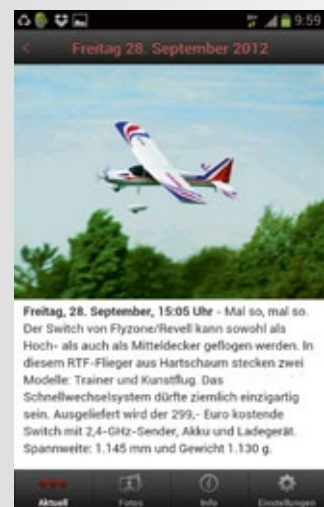 9:59
Freitag 28. September 2012
Freitag, 28. September, 15:05 Uhr - Mal so, mal so.
Der Switch von Flyzone/Revell kann sowohl als
Hoch- als auch als Mitteldecker geflogen werden. In
diesem RTF-Flieger aus Hartschaum stecken zwei
Modelle: Trainer und Kunstflug. Das
Schnellwechselsystem dürfte ziemlich einzigartig
sein. Ausgeliefert wird der 299,- Euro kostende
Switch mit 2,4-GHz-Sender, Akku und Ladegerät.
Spannweite: 1.145 mm und Gewicht 1.130 g.
Aktuell Fotos Info Einstellungen